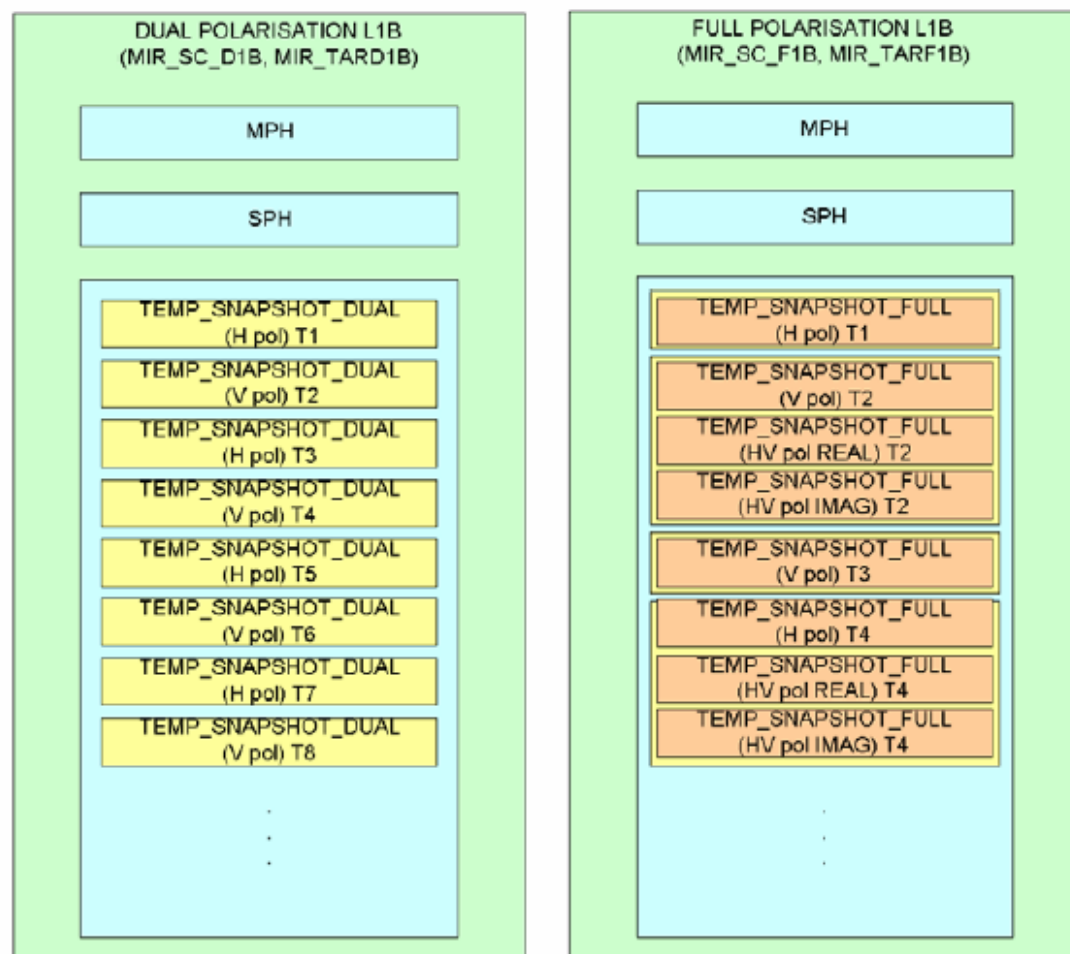 DUAL POLARISATION L1B
(MIR_SC_D1B, MIR_TARD1B)
MPH
SPH
TEMP_SNAPSHOT_DUAL
(H pol) T1
TEMP_SNAPSHOT_DUAL
(V pol) T2
TEMP_SNAPSHOT_DUAL
(H pol) T3
TEMP_SNAPSHOT_DUAL
(V pol) T4
TEMP_SNAPSHOT_DUAL
(H pol) T5
TEMP_SNAPSHOT_DUAL
(V pol) T6
TEMP_SNAPSHOT_DUAL
(H pol) T7
TEMP_SNAPSHOT_DUAL
(V pol) T8
.
.
.
FULL POLARISATION L1B
(MIR_SC_F1B, MIR_TARF1B)
MPH
SPH
TEMP_SNAPSHOT_FULL
(H pol) T1
TEMP_SNAPSHOT_FULL
(V pol) T2
TEMP_SNAPSHOT_FULL
(HV pol REAL) T2
TEMP_SNAPSHOT_FULL
(HV pol IMAG) T2
TEMP_SNAPSHOT_FULL
(V pol) T3
TEMP_SNAPSHOT_FULL
(H pol) T4
TEMP_SNAPSHOT_FULL
(HV pol REAL) T4
TEMP_SNAPSHOT_FULL
(HV pol IMAG) T4
.
.
.